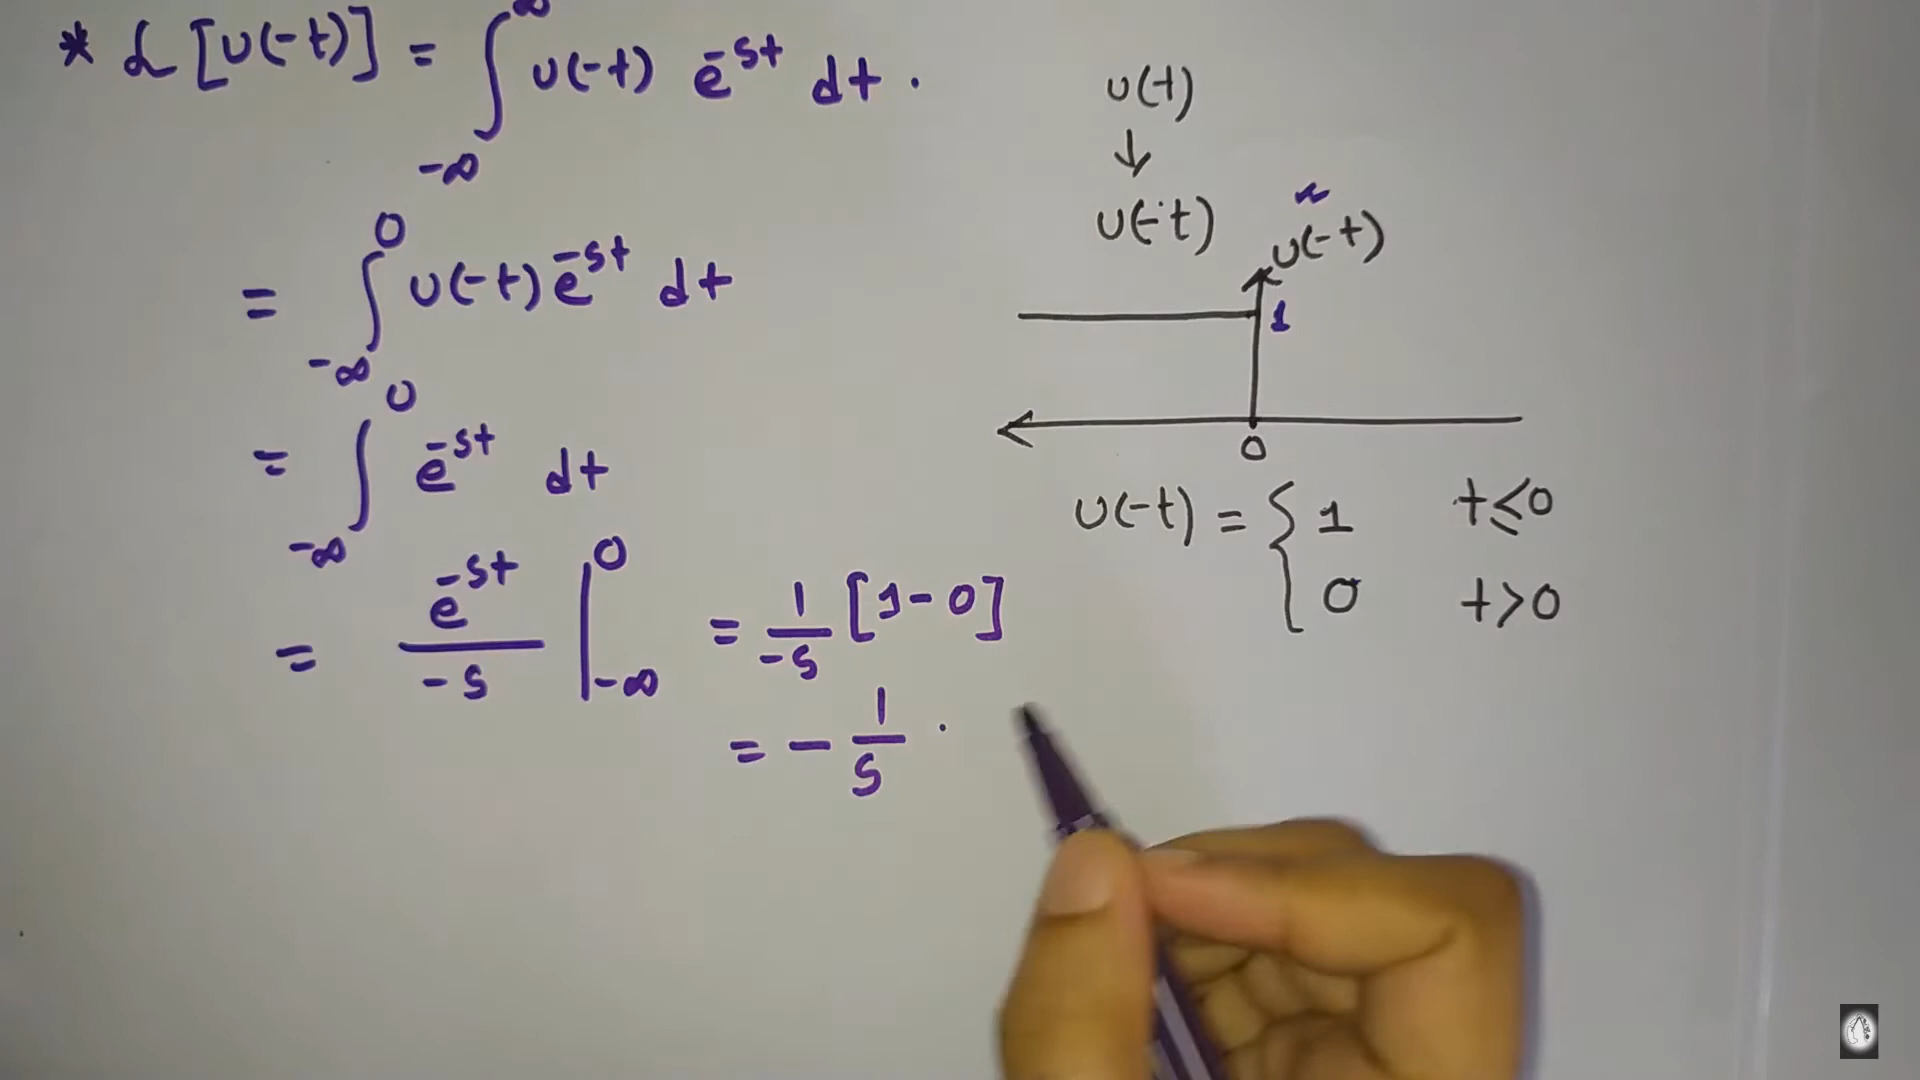 * ℒ[u(-t)] = ∫_{-∞}^{∞} u(-t) e^{-st} dt .
= ∫_{-∞}^{0} u(-t) e^{-st} dt
= ∫_{-∞}^{0} e^{-st} dt
= e^{-st}/-s |_{-∞}^{0} = 1/-s [1-0]
= - 1/s .
u(t)
↓
u(-t)
u(-t)
1
0
u(-t) = { 1 t≤0
0 t>0